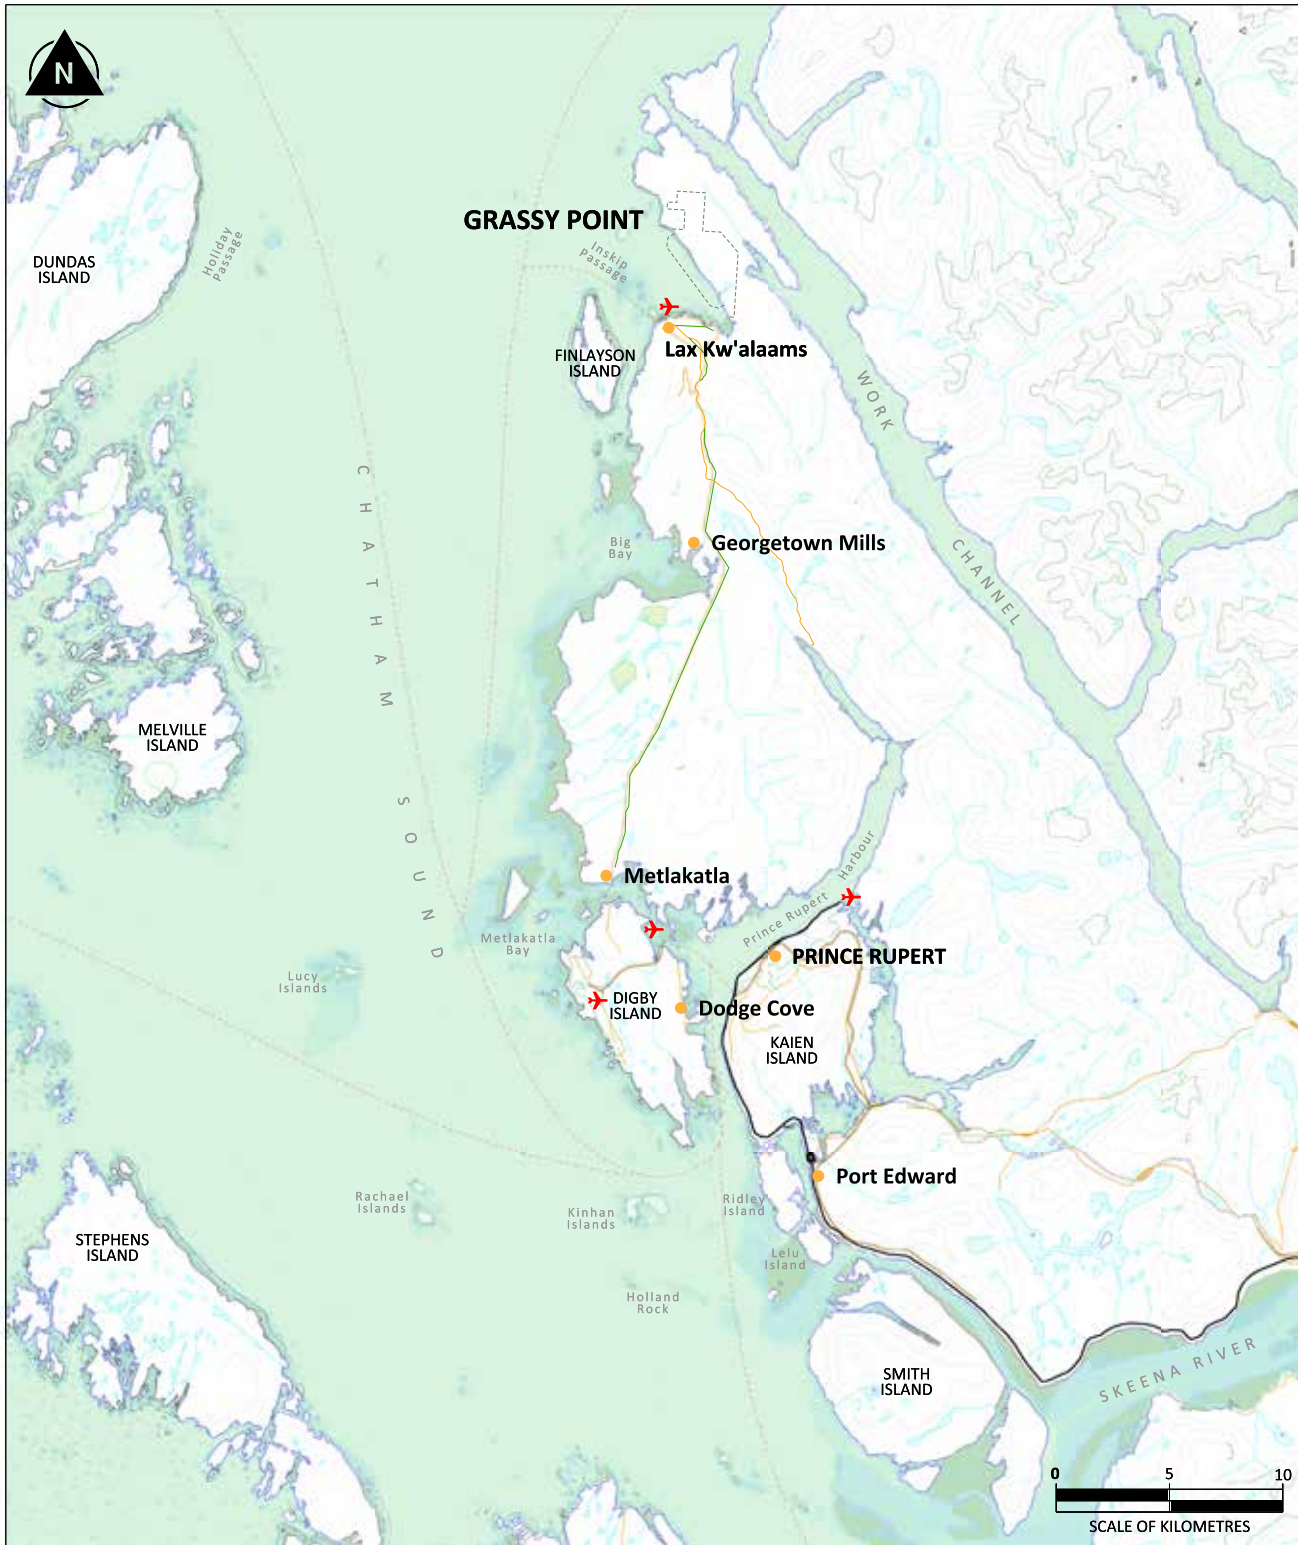 N
GRASSY POINT
Holiday
Passage
Inskip
Passage
DUNDAS
ISLAND
FINLAYSON
ISLAND
Lax Kw'alaams
WORK
CHANNEL
CHATHAM
SOUND
Big
Bay
Georgetown Mills
MELVILLE
ISLAND
Metlakatla
Prince Rupert Harbour
Metlakatla
Bay
PRINCE RUPERT
Lucy
Islands
DIGBY
ISLAND
Dodge Cove
KAIEN
ISLAND
Port Edward
Rachael
Islands
Kinhan
Islands
Ridley
Island
STEPHENS
ISLAND
Lelu
Island
Holland
Rock
SMITH
ISLAND
SKEENA RIVER
0 5 10
SCALE OF KILOMETRES